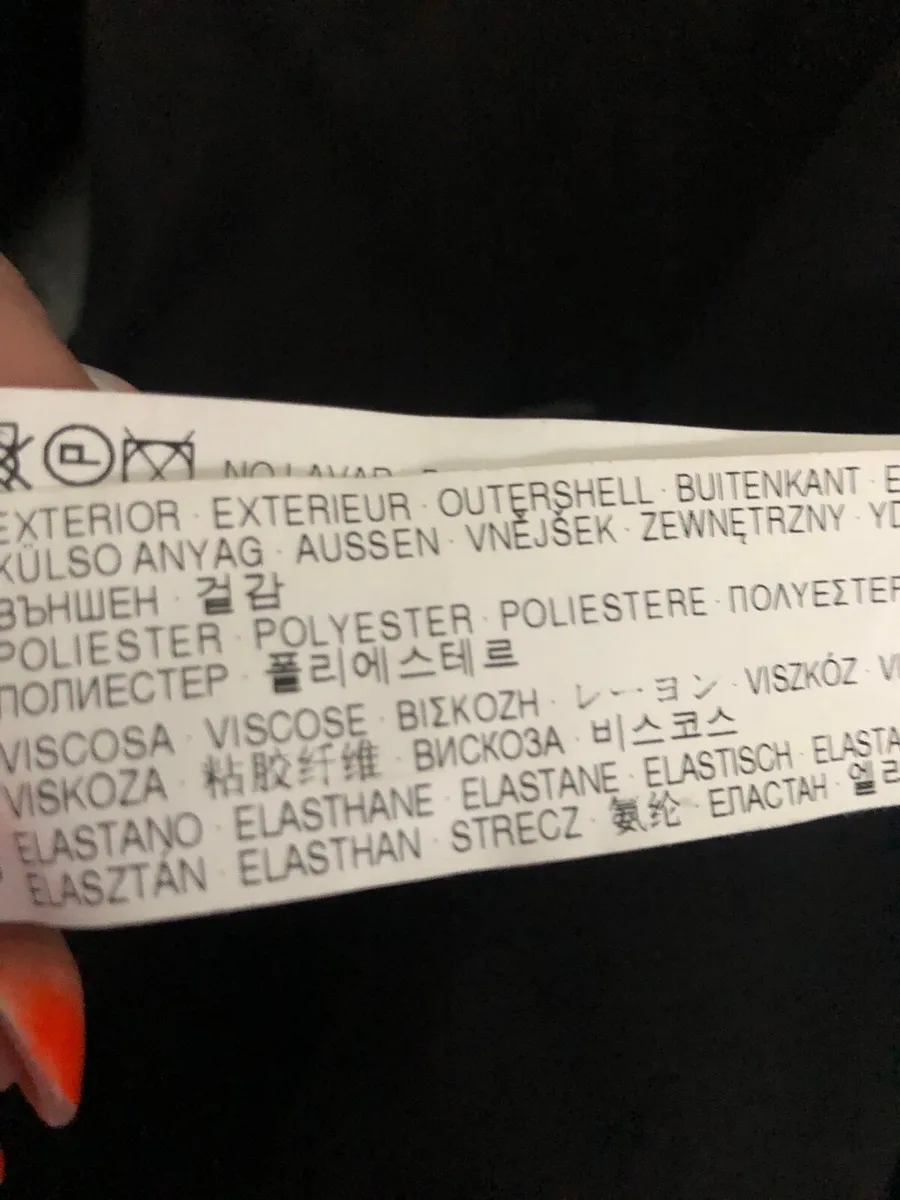 P
NO LAVAR
EXTERIOR · EXTERIEUR · OUTERSHELL · BUITENKANT ·
KÜLSO ANYAG · AUSSEN · VNĚJŠEK · ZEWNĘTRZNY ·
ВЪНШЕН · 겉감
POLIESTER · POLYESTER · POLIESTERE · ΠΟΛΥΕΣΤΕΡ
ПОЛИЕСТЕР · 폴리에스테르
VISCOSA · VISCOSE · ΒΙΣΚΟΖΗ · レーヨン · VISZKÓZ ·
VISKOZA · 粘胶纤维 · ВИСКОЗА · 비스코스
ELASTANO · ELASTHANE · ELASTANE · ELASTISCH ·
ELASZTÁN · ELASTHAN · STRECZ · 氨纶 · ЕПАСТАН ·